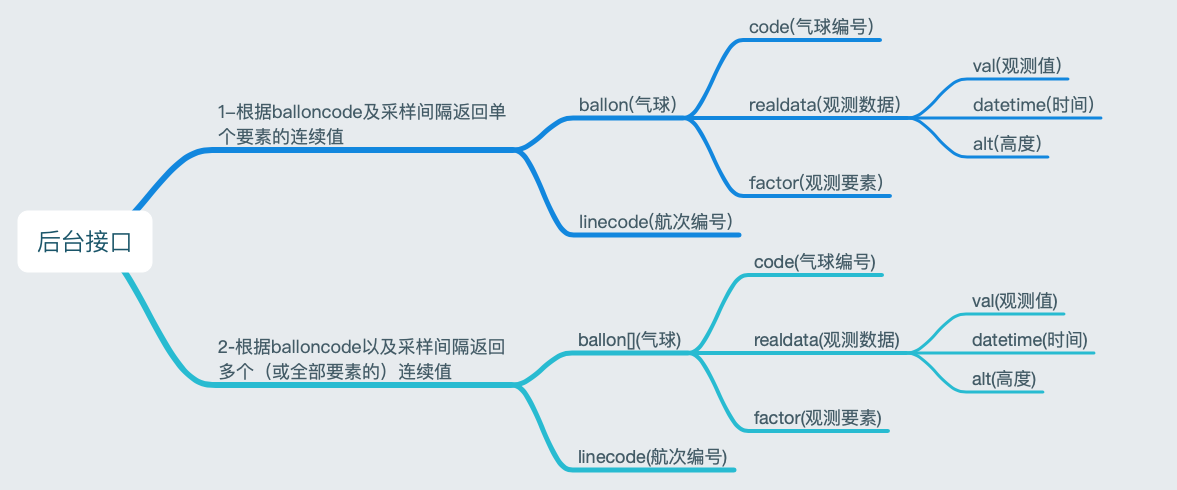 后台接口
1–根据balloncode及采样间隔返回单
个要素的连续值
ballon(气球)
code(气球编号)
realdata(观测数据)
val(观测值)
datetime(时间)
alt(高度)
factor(观测要素)
linecode(航次编号)
2-根据balloncode以及采样间隔返回
多个（或全部要素的）连续值
ballon[](气球)
code(气球编号)
realdata(观测数据)
val(观测值)
datetime(时间)
alt(高度)
factor(观测要素)
linecode(航次编号)